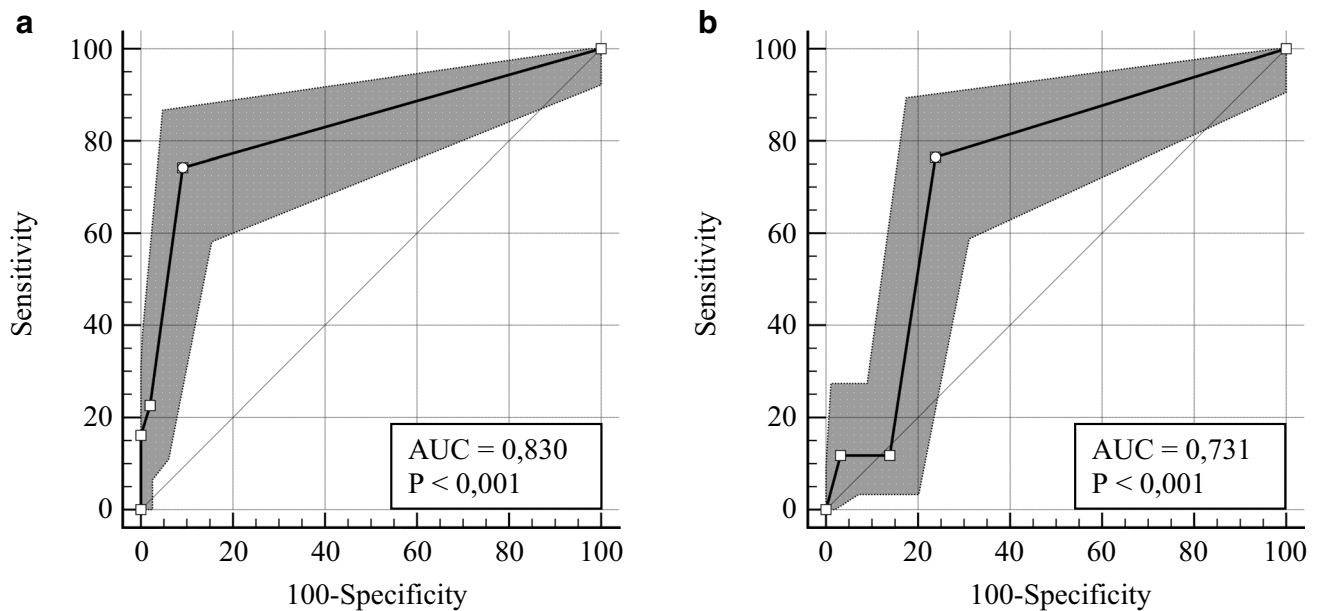 a
100
80
60
40
20
0
Sensitivity
0 20 40 60 80 100
100-Specificity
AUC = 0,830
P < 0,001
b
100
80
60
40
20
0
Sensitivity
0 20 40 60 80 100
100-Specificity
AUC = 0,731
P < 0,001